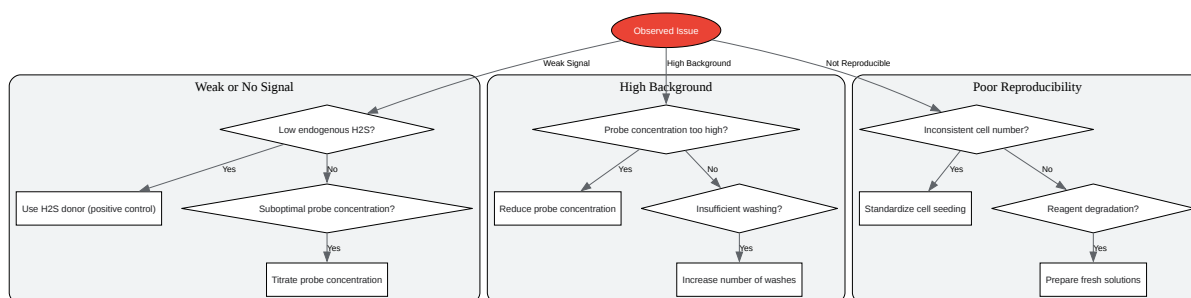 Observed Issue
Weak Signal
High Background
Not Reproducible
Weak or No Signal
High Background
Poor Reproducibility
Low endogenous H2S?
Probe concentration too high?
Inconsistent cell number?
Yes
No
Yes
No
Yes
No
Use H2S donor (positive control)
Suboptimal probe concentration?
Reduce probe concentration
Insufficient washing?
Standardize cell seeding
Reagent degradation?
Yes
Yes
Yes
Titrate probe concentration
Increase number of washes
Prepare fresh solutions